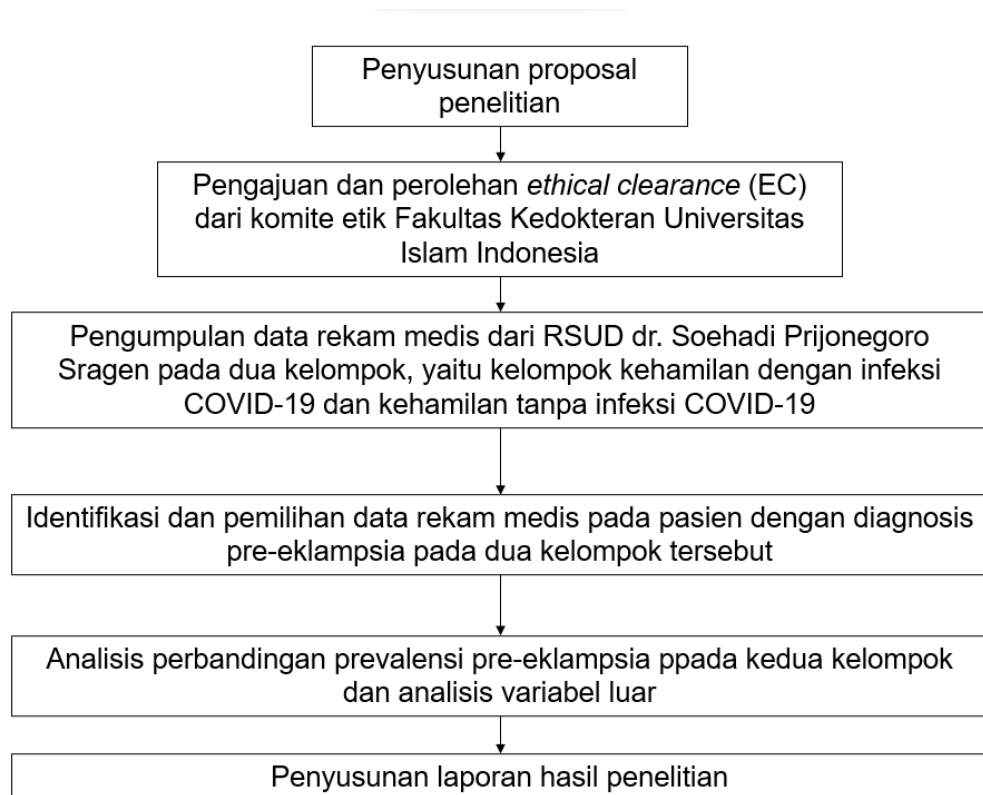 Penyusunan proposal
penelitian
Pengajuan dan perolehan ethical clearance (EC)
dari komite etik Fakultas Kedokteran Universitas
Islam Indonesia
Pengumpulan data rekam medis dari RSUD dr. Soehadi Prijonegoro
Sragen pada dua kelompok, yaitu kelompok kehamilan dengan infeksi
COVID-19 dan kehamilan tanpa infeksi COVID-19
Identifikasi dan pemilihan data rekam medis pada pasien dengan diagnosis
pre-eklampsia pada dua kelompok tersebut
Analisis perbandingan prevalensi pre-eklampsia ppada kedua kelompok
dan analisis variabel luar
Penyusunan laporan hasil penelitian